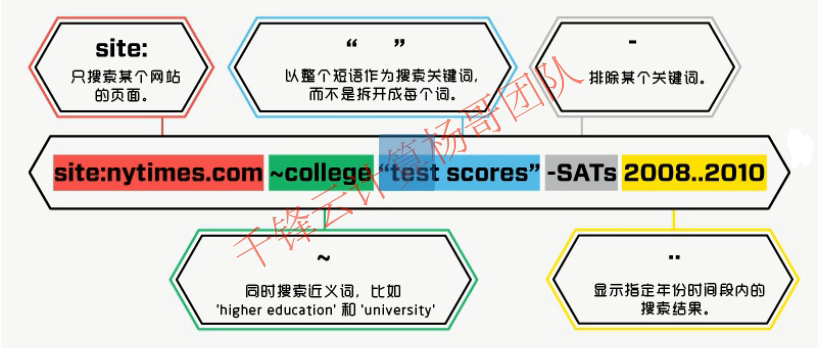 site:
只搜索某个网站
的页面。
“ ”
以整个短语作为搜索关键词，
而不是拆开成每个词。
-
排除某个关键词。
site:nytimes.com ~college “test scores” -SATs 2008..2010
~
同时搜索近义词，比如
'higher education' 和 'university'
..
显示指定年份时间段内的
搜索结果。
千锋云计算杨哥团队